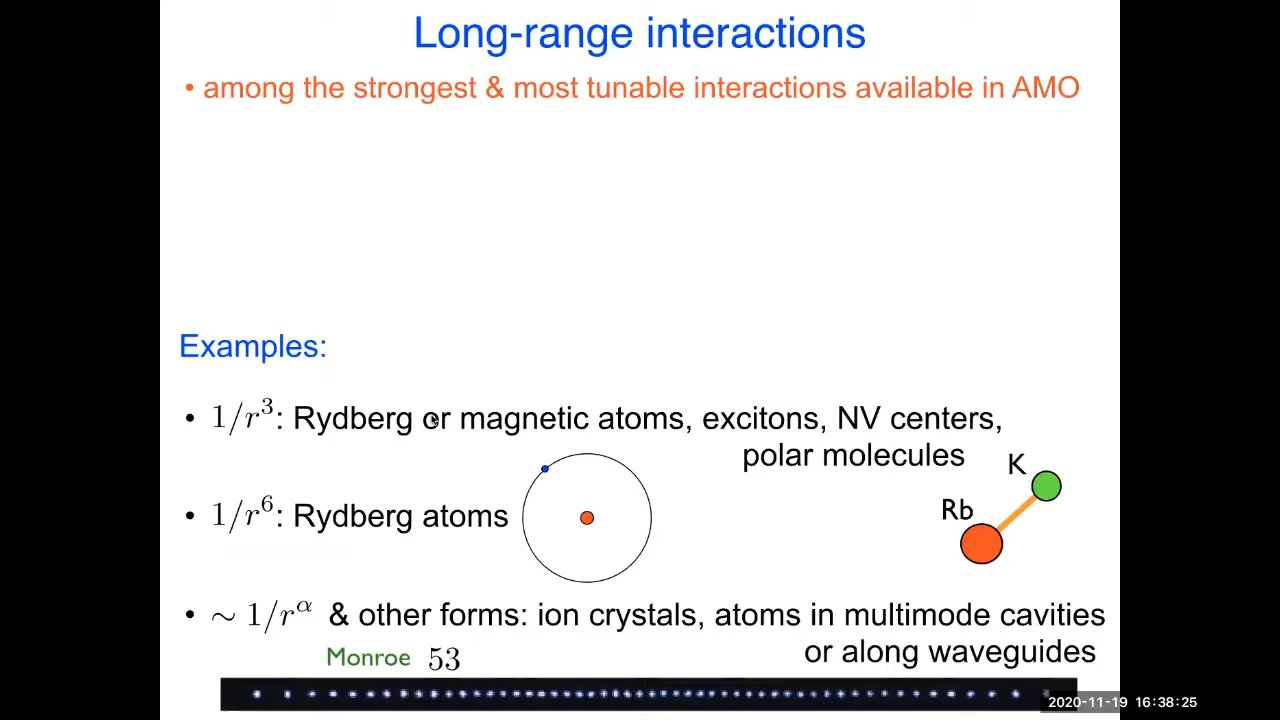 Long-range interactions
• among the strongest & most tunable interactions available in AMO
Examples:
• 1/r³: Rydberg or magnetic atoms, excitons, NV centers,
polar molecules
K
Rb
• 1/r⁶: Rydberg atoms
• ∼ 1/r^α & other forms: ion crystals, atoms in multimode cavities
or along waveguides
Monroe 53
2020-11-19 16:38:25